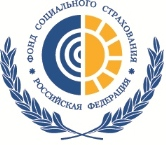 ФОНД СОЦИАЛЬНОГО СТРАХОВАНИЯ
РОССИЙСКАЯ ФЕДЕРАЦИЯ